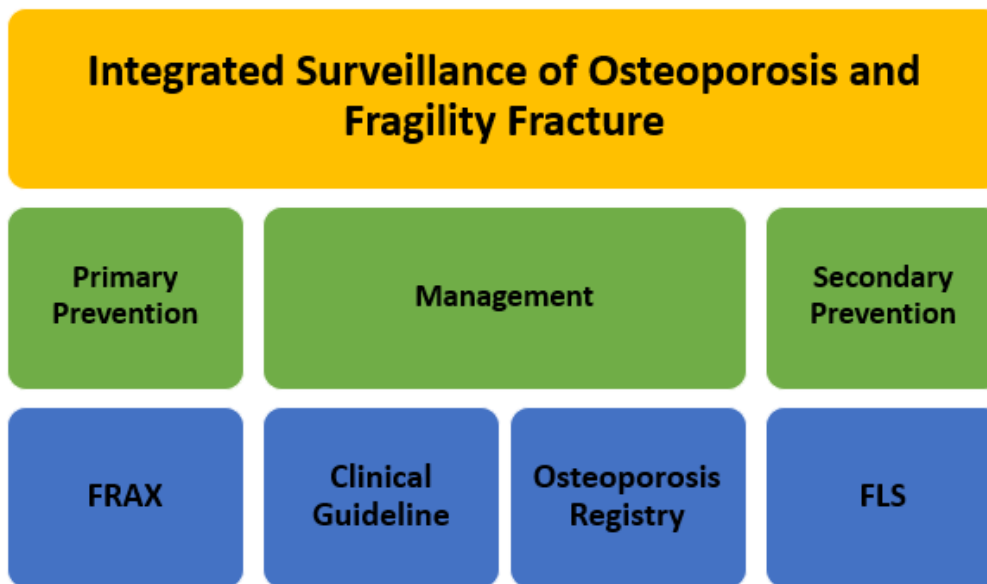 Integrated Surveillance of Osteoporosis and
Fragility Fracture
Primary
Prevention
Management
Secondary
Prevention
FRAX
Clinical
Guideline
Osteoporosis
Registry
FLS